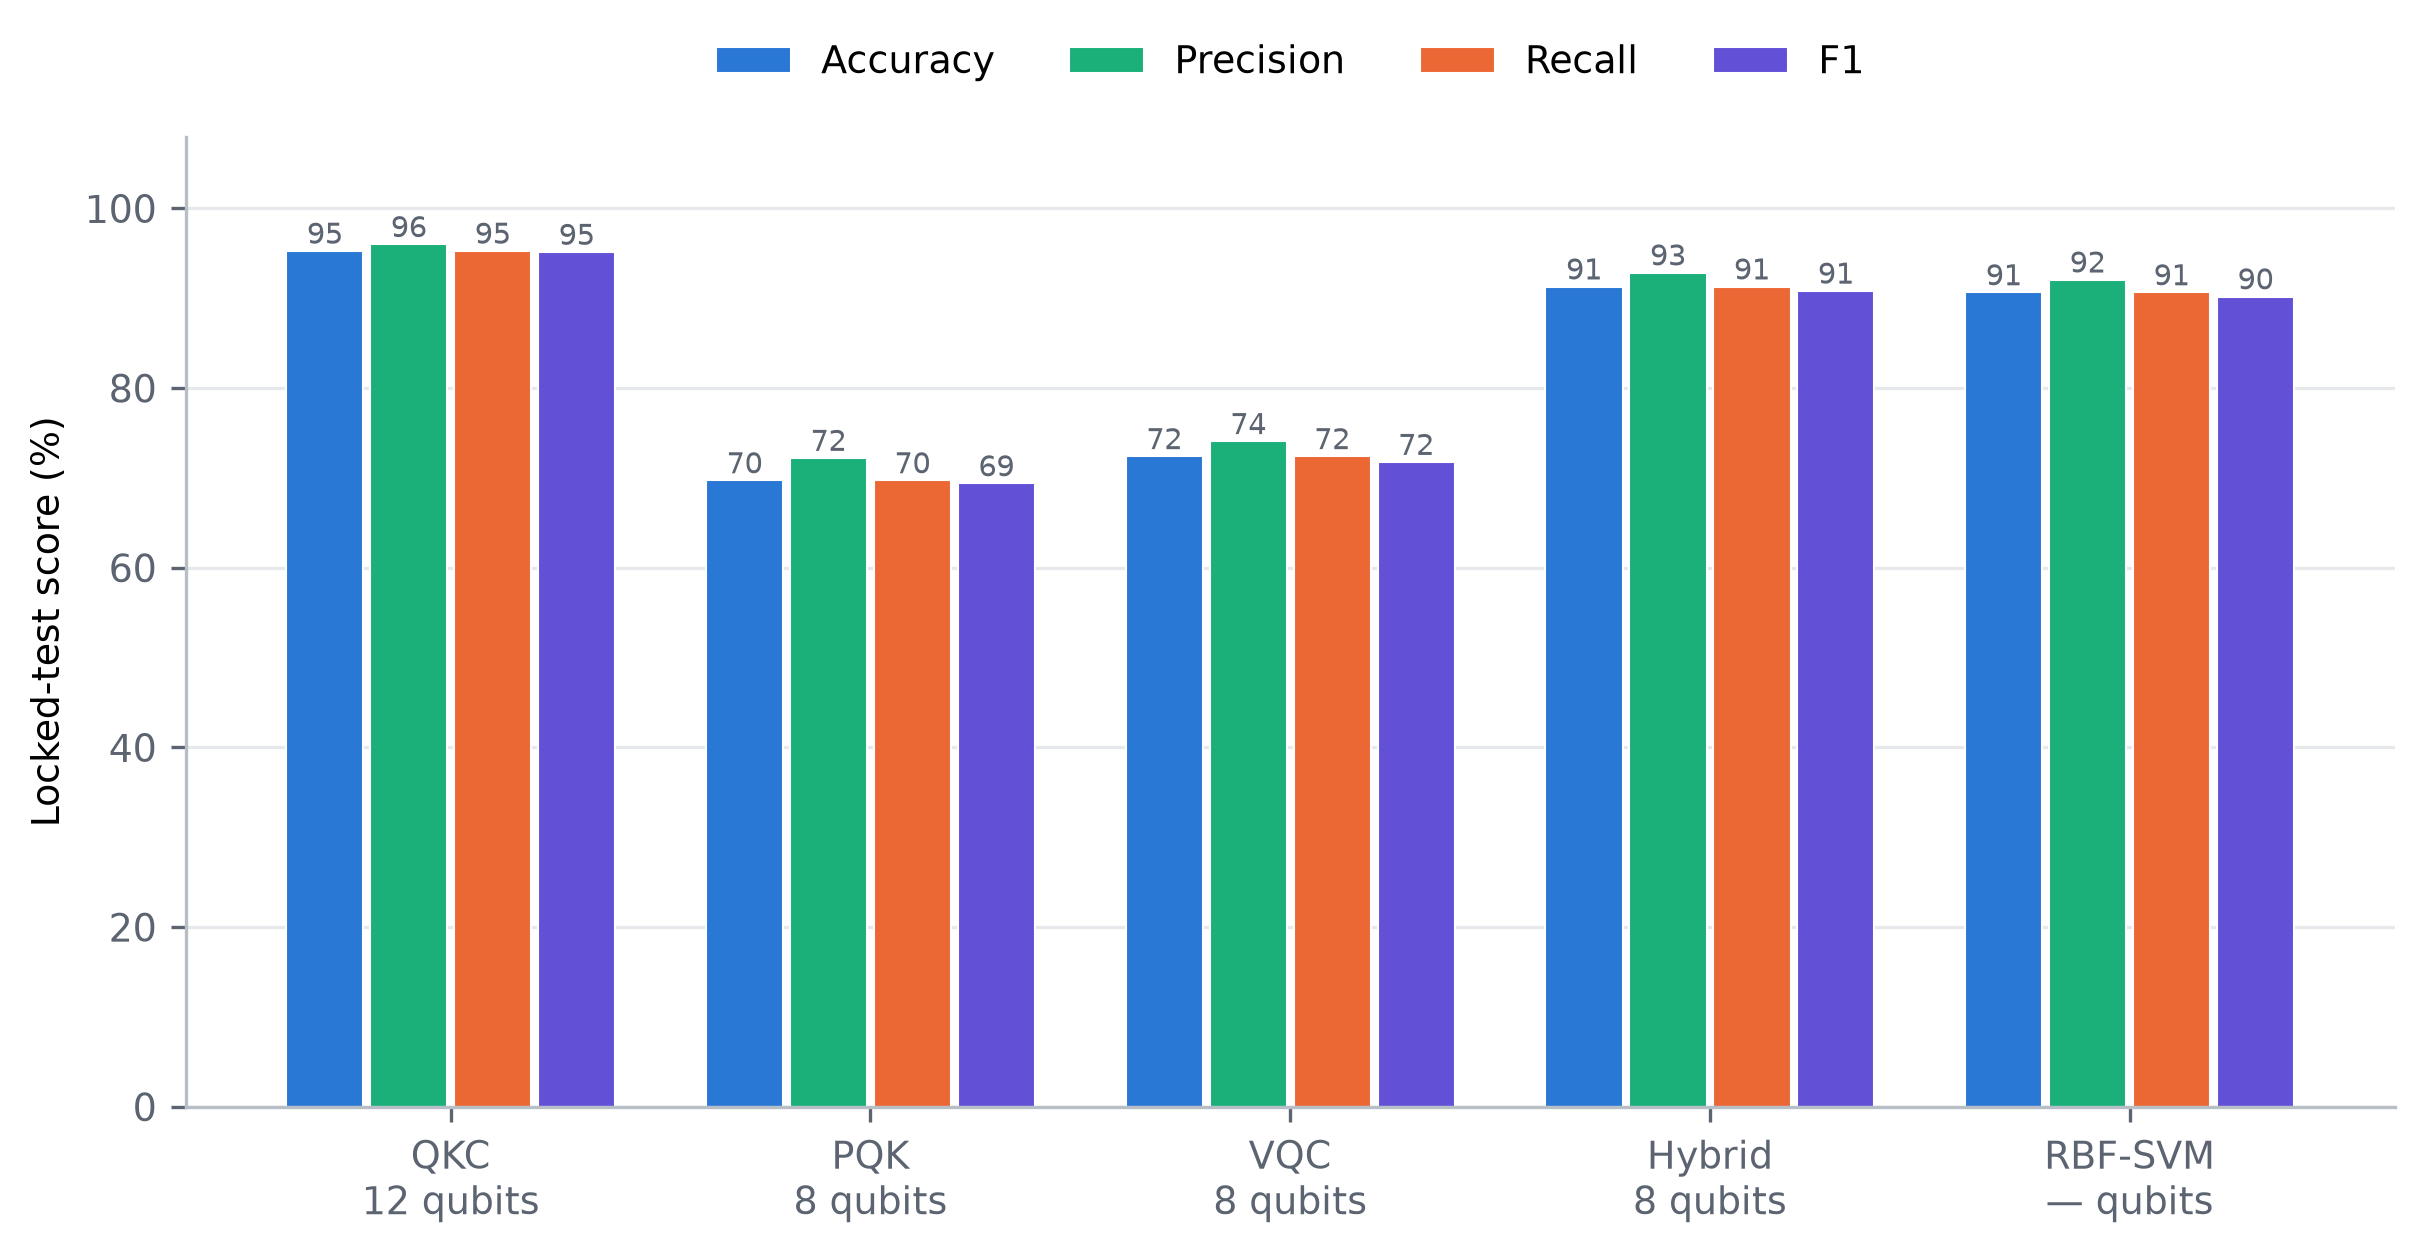 Accuracy Precision Recall F1
Locked-test score (%)
100
80
60
40
20
0
95 96 95 95
70 72 70 69
72 74 72 72
91 93 91 91
91 92 91 90
QKC
12 qubits
PQK
8 qubits
VQC
8 qubits
Hybrid
8 qubits
RBF-SVM
— qubits